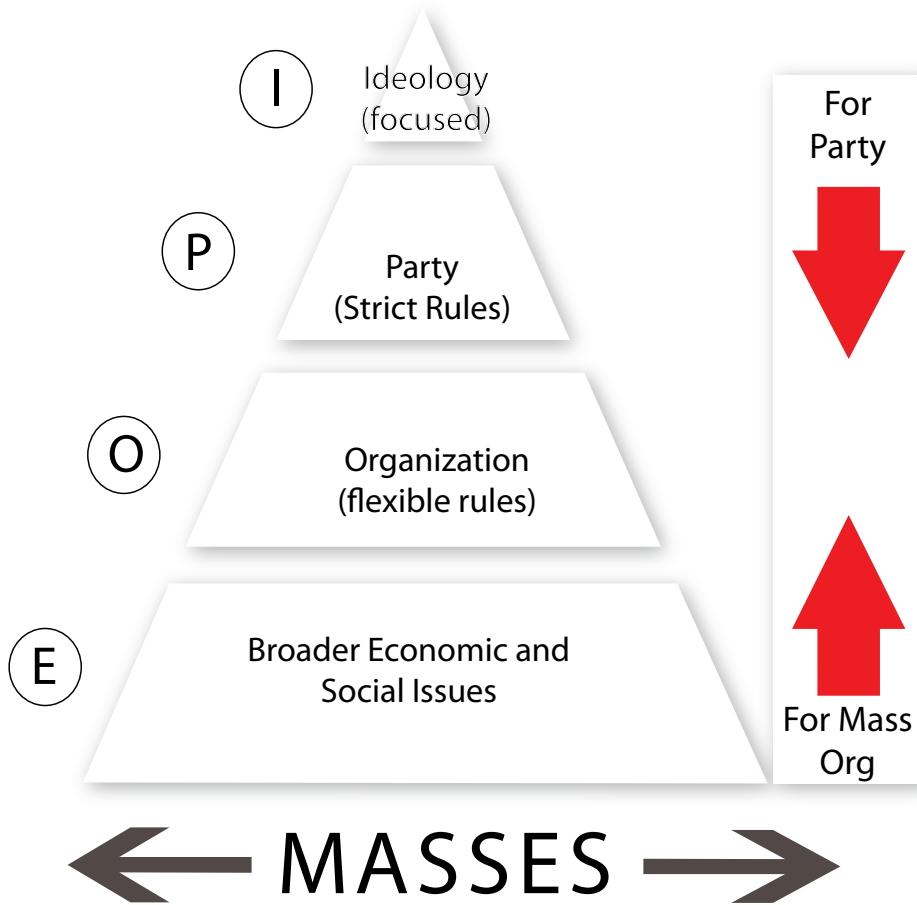 I
Ideology
(focused)
For
Party
P
Party
(Strict Rules)
O
Organization
(flexible rules)
E
Broader Economic and
Social Issues
For Mass
Org
MASSES